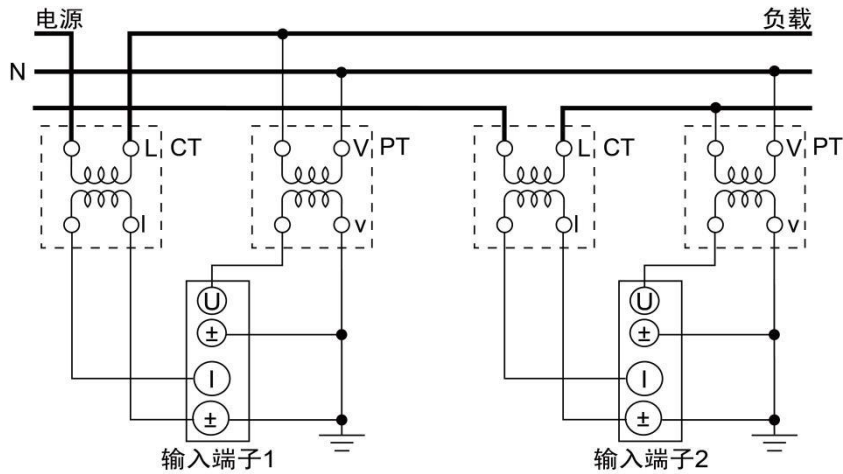 电源 负载
N
L CT V PT L CT V PT
l v l v
U U
± ±
I I
± ±
输入端子1 输入端子2